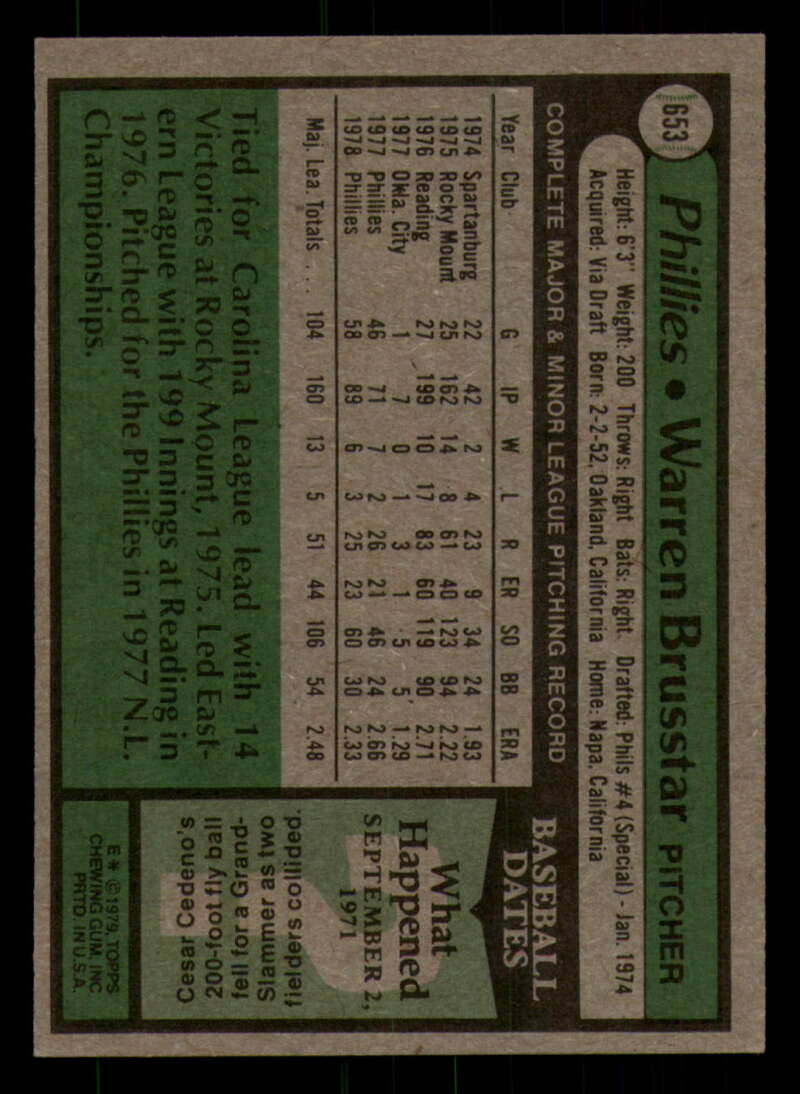 653
Phillies • Warren Brusstar PITCHER
Height: 6'3" Weight: 200 Throws: Right Bats: Right Drafted: Phils #4 (Special) - Jan. 1974
Acquired: Via Draft Born: 2-2-52, Oakland, California Home: Napa, California
COMPLETE MAJOR & MINOR LEAGUE PITCHING RECORD
Year Club G IP W L R ER SO BB ERA
1974 Spartanburg 22 42 2 4 23 9 34 24 1.93
1975 Rocky Mount 25 162 14 8 61 40 123 94 2.22
1976 Reading 27 199 10 17 83 60 119 90 2.71
1977 Okla. City 1 7 0 1 3 1 5 5 1.29
1977 Phillies 46 71 7 2 26 21 46 24 2.66
1978 Phillies 58 89 6 3 25 23 60 30 2.33
Maj. Lea. Totals . . . 104 160 13 5 51 44 106 54 2.48
Tied for Carolina League lead with 14
Victories at Rocky Mount, 1975. Led East-
ern League with 199 Innings at Reading in
1976. Pitched for the Phillies in 1977 N.L.
Championships.
BASEBALL
DATES
What
Happened
SEPTEMBER 2,
1971
Cesar Cedeno's
200-foot fly ball
fell for a Grand-
Slammer as two
fielders collided.
E * © 1979, TOPPS
CHEWING GUM, INC
PRTD. IN U.S.A.